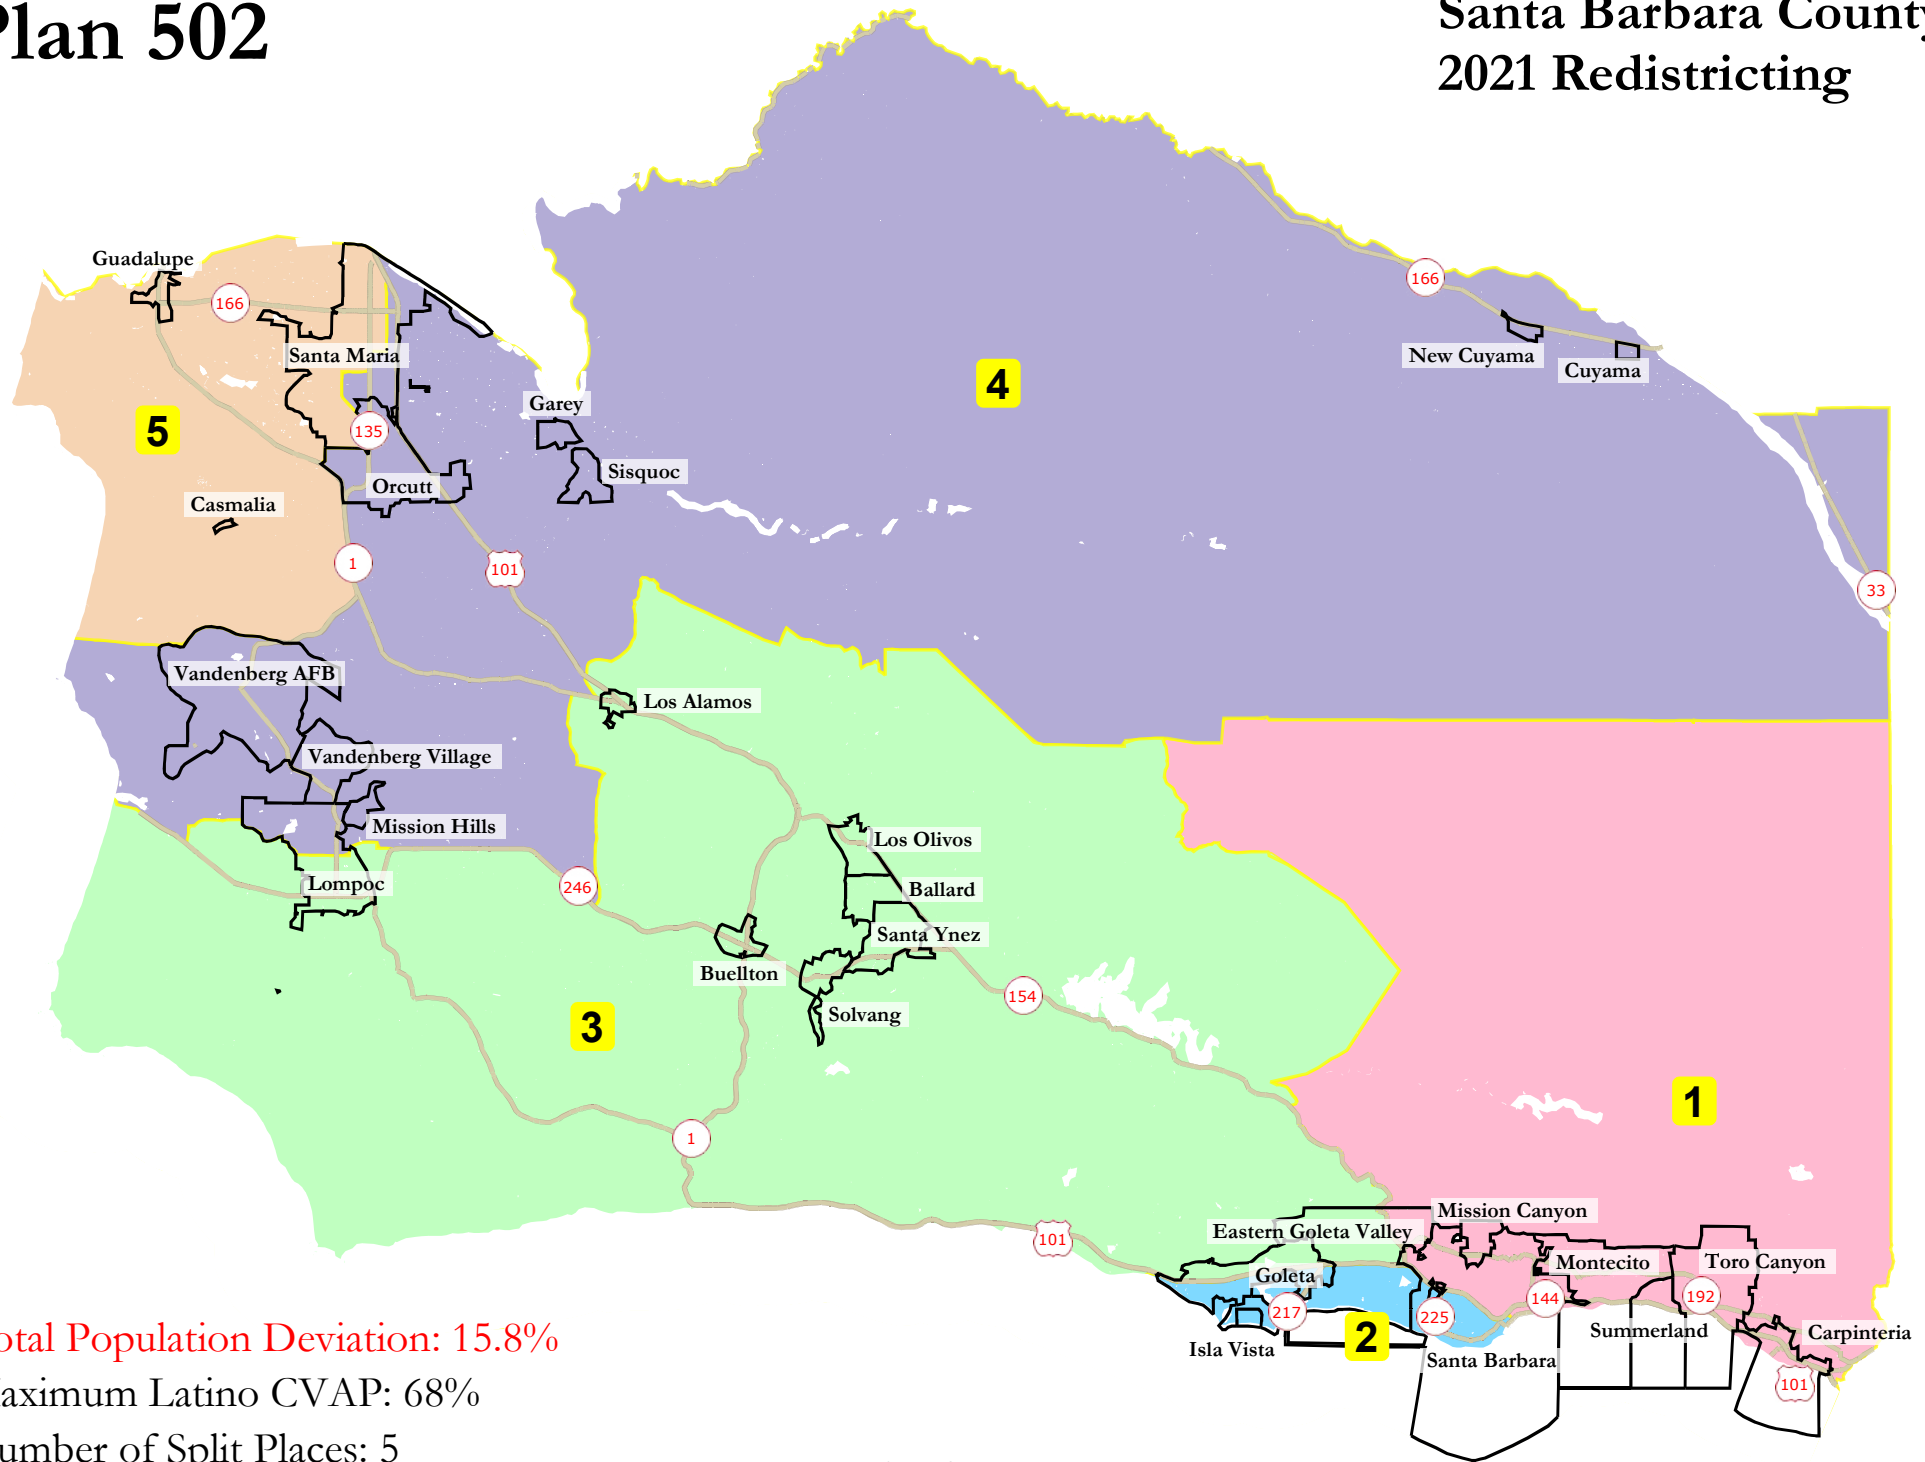 Plan 502
Santa Barbara County
2021 Redistricting
Guadalupe
166
Santa Maria
5
135
Orcutt
Casmalia
1
101
Garey
Sisquoc
4
166
New Cuyama
Cuyama
33
Vandenberg AFB
Los Alamos
Vandenberg Village
Mission Hills
Lompoc
246
Los Olivos
Ballard
Santa Ynez
Buellton
Solvang
154
3
1
1
101
Mission Canyon
Eastern Goleta Valley
Goleta
Montecito
Toro Canyon
217
2
225
144
192
Isla Vista
Santa Barbara
Summerland
Carpinteria
101
otal Population Deviation: 15.8%
aximum Latino CVAP: 68%
umber of Split Places: 5